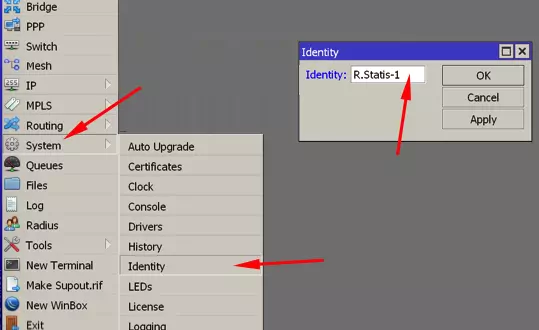 Bridge
PPP
Switch
Mesh
IP
MPLS
Routing
System
Queues
Files
Log
Radius
Tools
New Terminal
Make Supout.rif
New WinBox
Exit
Auto Upgrade
Certificates
Clock
Console
Drivers
History
Identity
LEDs
License
Logging
Identity
Identity: R.Statis-1
OK
Cancel
Apply